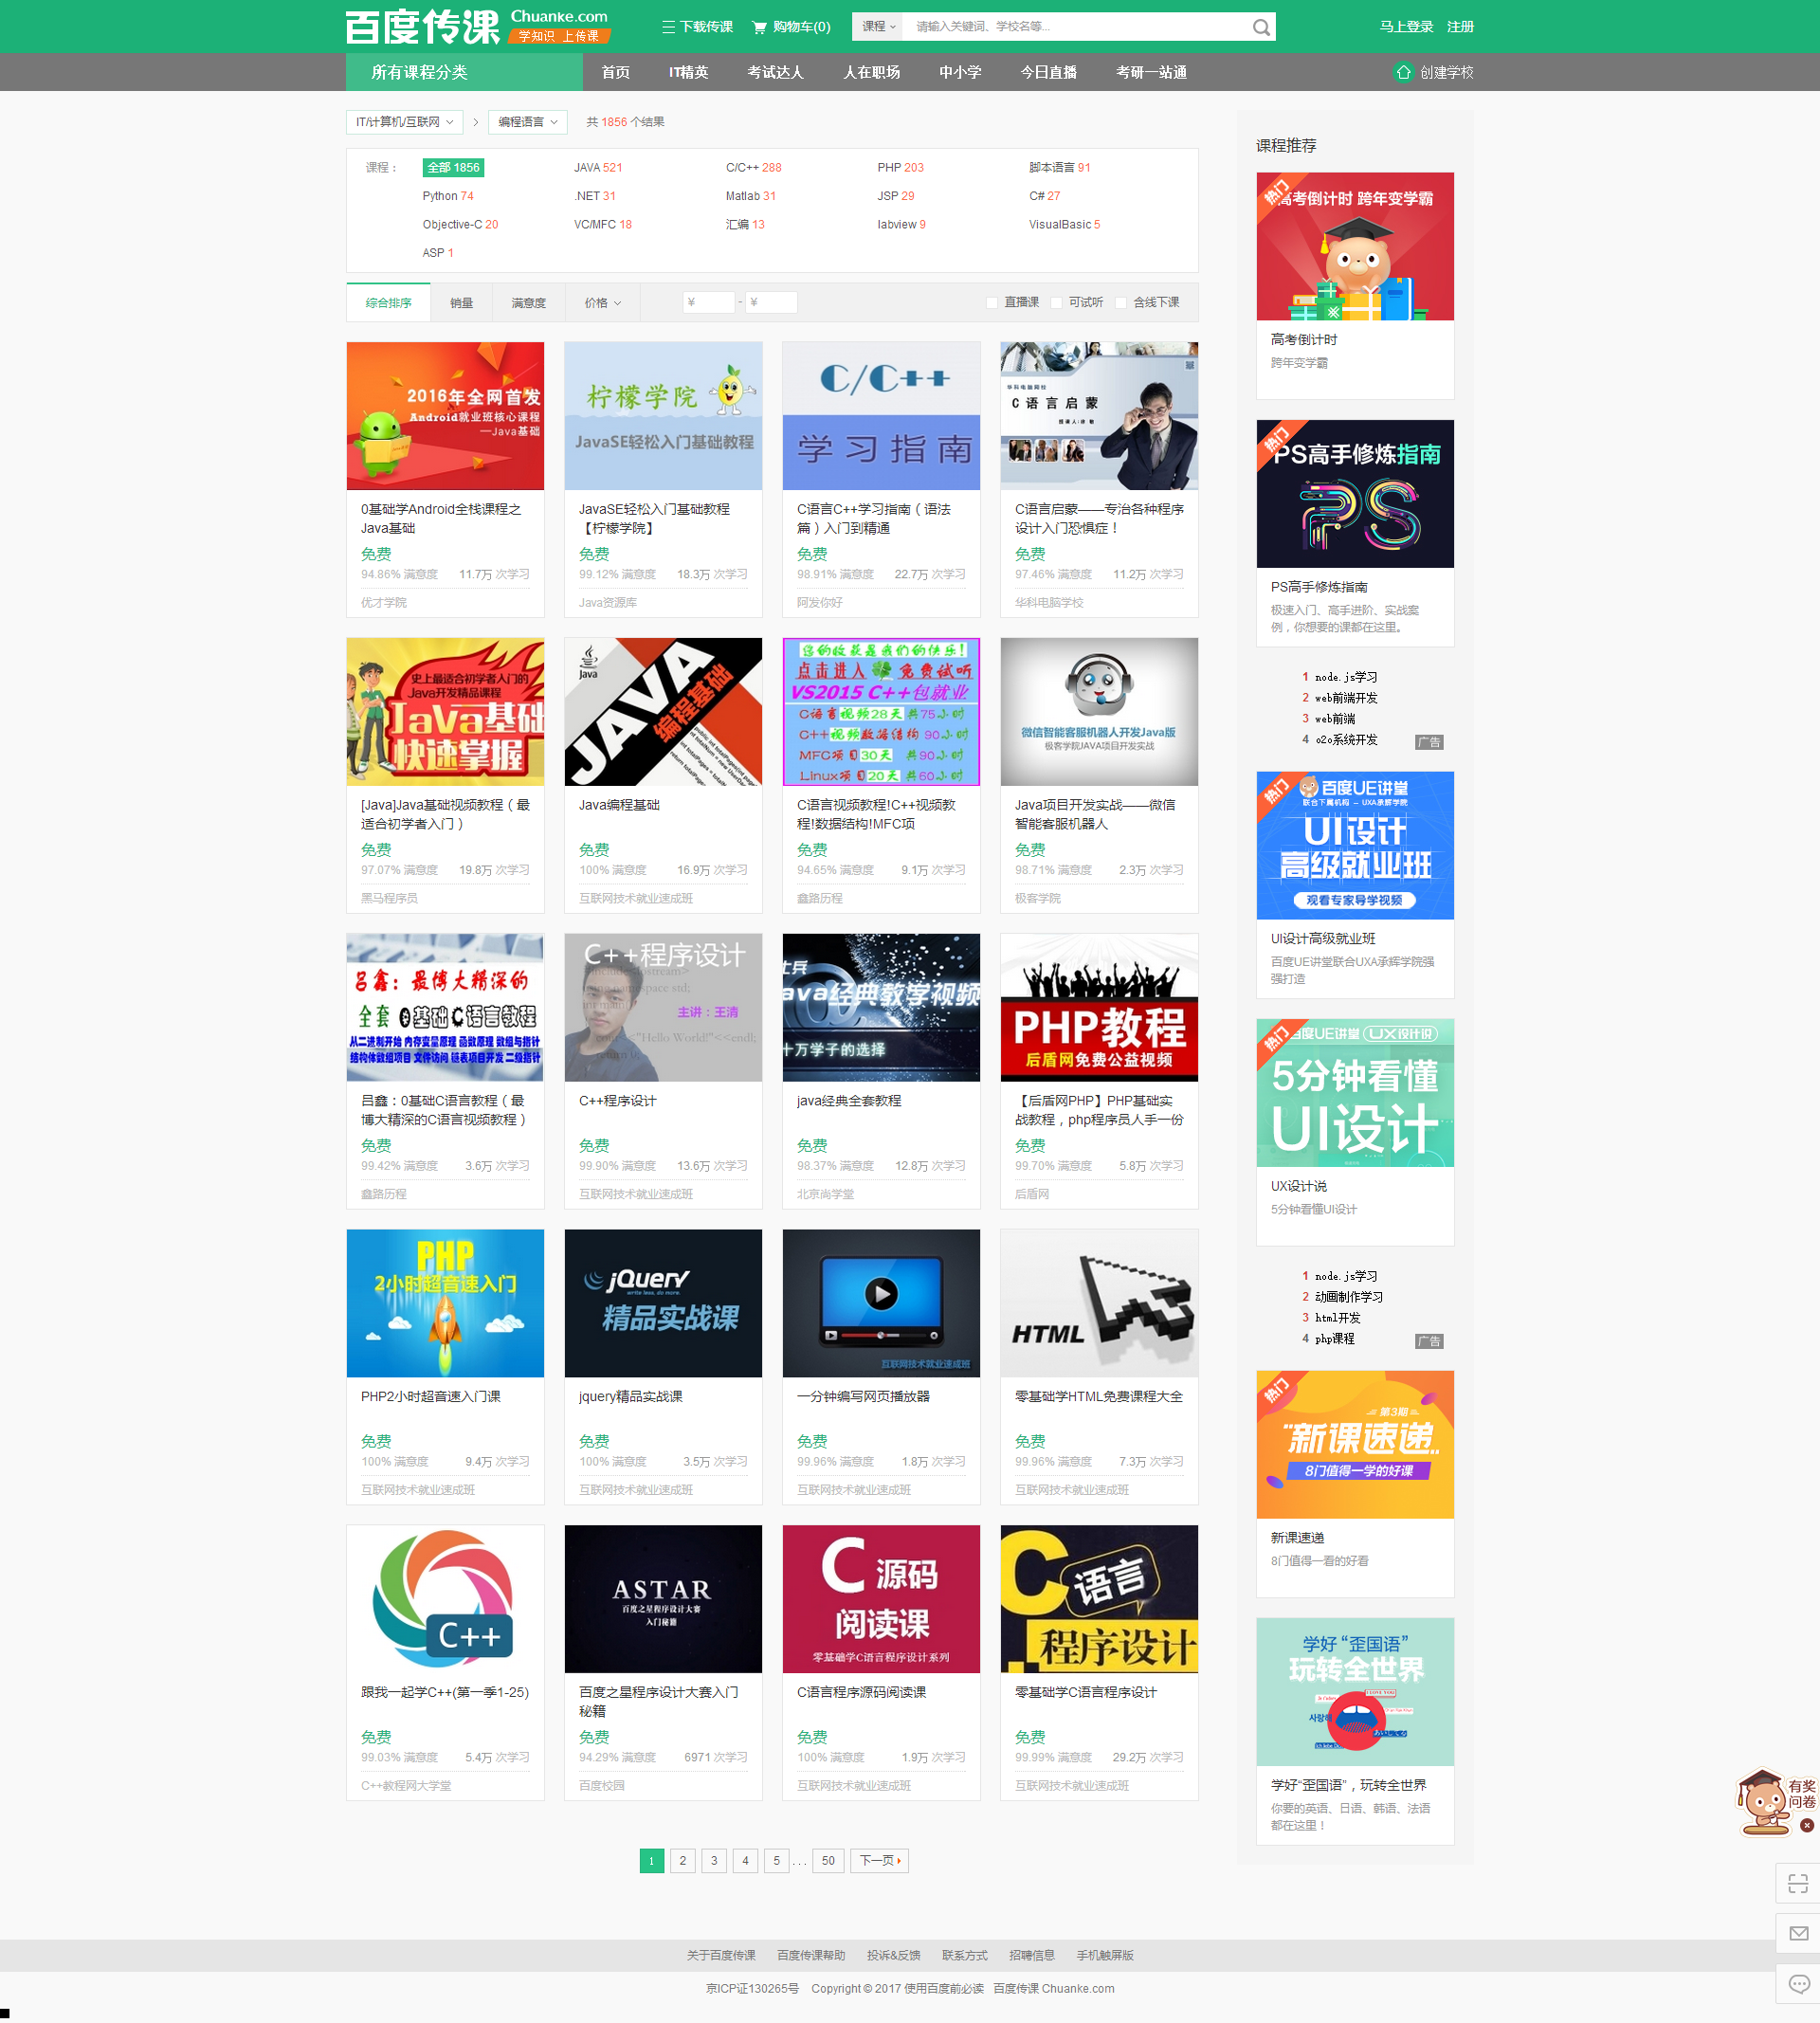 百度传课 Chuanke.com
学知识 上传课
下载传课 购物车(0) 课程 请输入关键词、学校名等... 马上登录 注册
所有课程分类 首页 IT精英 考试达人 人在职场 中小学 今日直播 考研一站通 创建学校
IT/计算机/互联网 > 编程语言 共 1856 个结果
课程： 全部 1856 JAVA 521 C/C++ 288 PHP 203 脚本语言 91
Python 74 .NET 31 Matlab 31 JSP 29 C# 27
Objective-C 20 VC/MFC 18 汇编 13 labview 9 VisualBasic 5
ASP 1
综合排序 销量 满意度 价格 ¥ - ¥ 直播课 可试听 含线下课
2016年全网首发
Android就业班核心课程
—Java基础
0基础学Android全栈课程之
Java基础
免费
94.86% 满意度 11.7万 次学习
优才学院
柠檬学院
JavaSE轻松入门基础教程
JavaSE轻松入门基础教程
【柠檬学院】
免费
99.12% 满意度 18.3万 次学习
Java资源库
C/C++
学习指南
C语言C++学习指南（语法
篇）入门到精通
免费
98.91% 满意度 22.7万 次学习
阿发你好
C语言启蒙
C语言启蒙——专治各种程序
设计入门恐惧症！
免费
97.46% 满意度 11.2万 次学习
华科电脑学校
史上最适合初学者入门的
Java开发精品课程
JaVa基础
快速掌握
[Java]Java基础视频教程（最
适合初学者入门）
免费
97.07% 满意度 19.8万 次学习
黑马程序员
Java
JAVA
编程基础
Java编程基础
免费
100% 满意度 16.9万 次学习
互联网技术就业速成班
您的收获是我们的快乐!
点击进入 免费试听
VS2015 C++包就业
C语言视频28天 共75小时
C++视频数据结构 90小时
MFC项目30天 共90小时
Linux项目20天 共60小时
C语言视频教程!C++视频教
程!数据结构!MFC项
免费
94.65% 满意度 9.1万 次学习
鑫路历程
微信智能客服机器人开发Java版
极客学院JAVA项目开发实战
Java项目开发实战——微信
智能客服机器人
免费
98.71% 满意度 2.3万 次学习
极客学院
吕鑫：最博大精深的
全套 0基础C语言教程
从二进制开始 内存变量原理 函数原理 数组与指针
结构体数组项目 文件访问 链表项目开发 二级指针
吕鑫：0基础C语言教程（最
博大精深的C语言视频教程）
免费
99.42% 满意度 3.6万 次学习
鑫路历程
C++程序设计
主讲：王清
"Hello World!"<<endl;
C++程序设计
免费
99.90% 满意度 13.6万 次学习
互联网技术就业速成班
士兵
ava经典教学视频
十万学子的选择
java经典全套教程
免费
98.37% 满意度 12.8万 次学习
北京尚学堂
PHP教程
后盾网免费公益视频
【后盾网PHP】PHP基础实
战教程，php程序员人手一份
免费
99.70% 满意度 5.8万 次学习
后盾网
PHP
2小时超音速入门
PHP2小时超音速入门课
免费
100% 满意度 9.4万 次学习
互联网技术就业速成班
jQuery
write less, do more.
精品实战课
jquery精品实战课
免费
100% 满意度 3.5万 次学习
互联网技术就业速成班
互联网技术就业速成班
一分钟编写网页播放器
免费
99.96% 满意度 1.8万 次学习
互联网技术就业速成班
HTML
零基础学HTML免费课程大全
免费
99.96% 满意度 7.3万 次学习
互联网技术就业速成班
C++
跟我一起学C++(第一季1-25)
免费
99.03% 满意度 5.4万 次学习
C++教程网大学堂
ASTAR
百度之星程序设计大赛
入门秘籍
百度之星程序设计大赛入门
秘籍
免费
94.29% 满意度 6971 次学习
百度校园
C 源码
阅读课
零基础学C语言程序设计系列
C语言程序源码阅读课
免费
100% 满意度 1.9万 次学习
互联网技术就业速成班
C 语言
程序设计
零基础学C语言程序设计
免费
99.99% 满意度 29.2万 次学习
互联网技术就业速成班
1 2 3 4 5 ... 50 下一页
课程推荐
热门
高考倒计时 跨年变学霸
高考倒计时
跨年变学霸
热门
PS高手修炼指南
PS
PS高手修炼指南
极速入门、高手进阶、实战案
例，你想要的课都在这里。
1 node.js学习
2 web前端开发
3 web前端
4 o2o系统开发
广告
热门
百度UE讲堂
联合下属机构 – UXA承辉学院
UI设计
高级就业班
观看专家导学视频
UI设计高级就业班
百度UE讲堂联合UXA承辉学院强
强打造
热门
百度UE讲堂 UX设计说
5分钟看懂
UI设计
UX设计说
5分钟看懂UI设计
1 node.js学习
2 动画制作学习
3 html开发
4 php课程
广告
热门
第3期
"新课速递"
8门值得一学的好课
新课速递
8门值得一看的好看
学好“歪国语”
玩转全世界
学好“歪国语”，玩转全世界
你要的英语、日语、韩语、法语
都在这里！
有奖
问卷
关于百度传课 百度传课帮助 投诉&反馈 联系方式 招聘信息 手机触屏版
京ICP证130265号 Copyright © 2017 使用百度前必读 百度传课 Chuanke.com